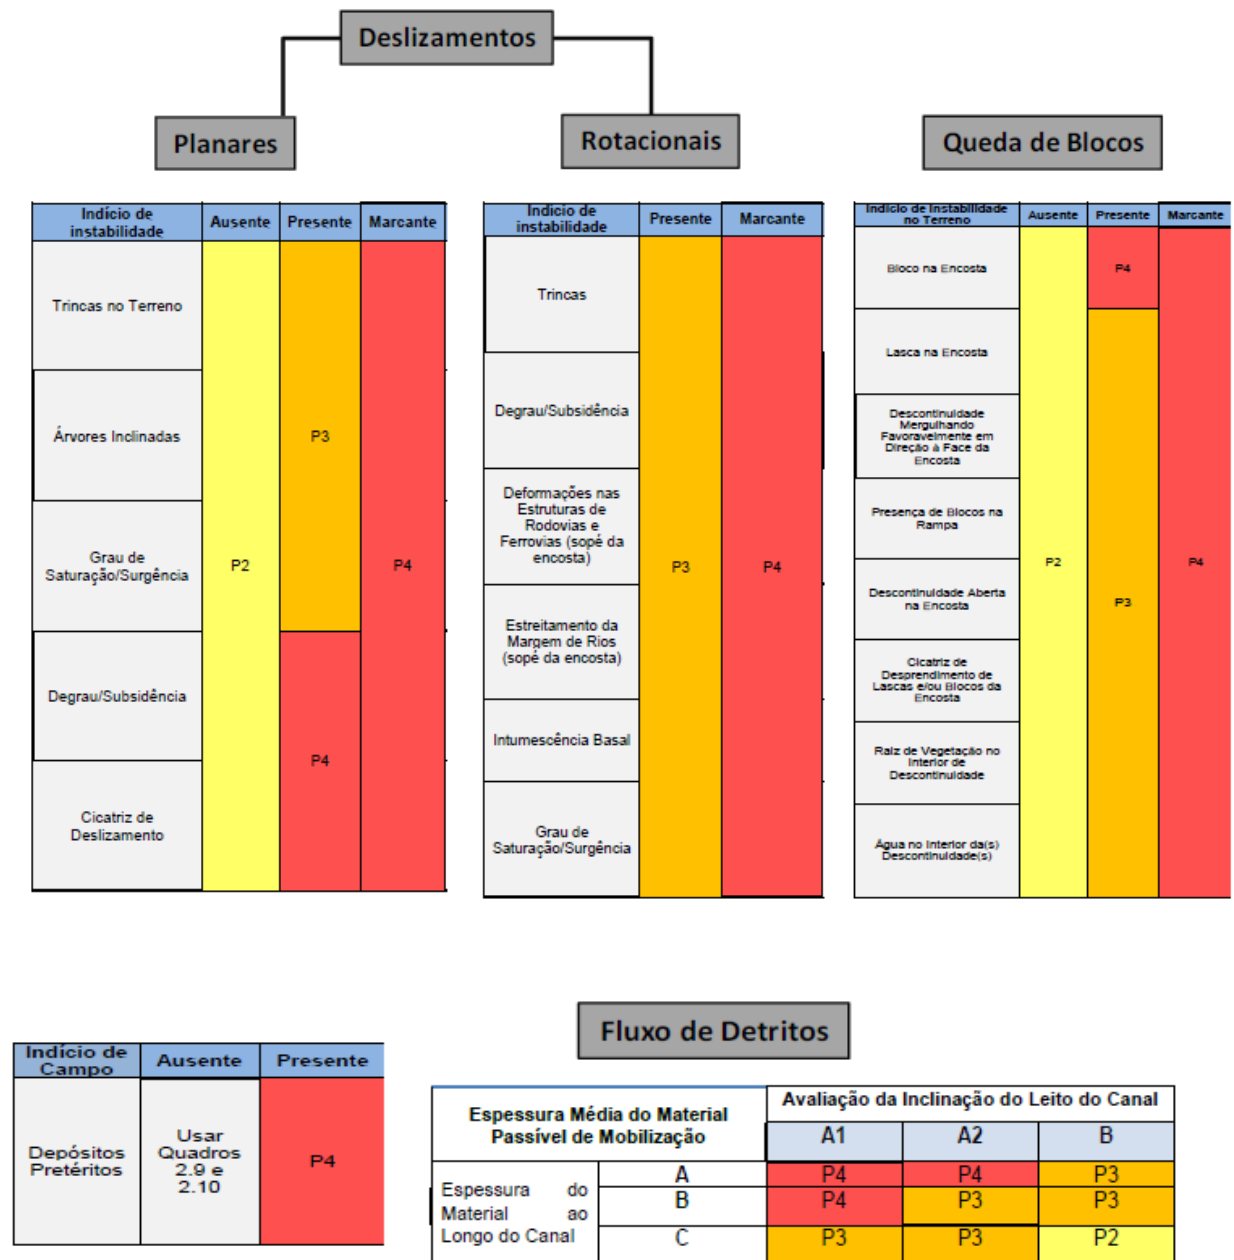 Deslizamentos
Planares
Rotacionais
Queda de Blocos
Indício de
instabilidade
Ausente
Presente
Marcante
Trincas no Terreno
Árvores Inclinadas
Grau de
Saturação/Surgência
Degrau/Subsidência
Cicatriz de
Deslizamento
P2
P3
P4
P4
Indício de
instabilidade
Presente
Marcante
Trincas
Degrau/Subsidência
Deformações nas
Estruturas de
Rodovias e
Ferrovias (sopé da
encosta)
Estreitamento da
Margem de Rios
(sopé da encosta)
Intumescência Basal
Grau de
Saturação/Surgência
P3
P4
Indício de Instabilidade
no Terreno
Ausente
Presente
Marcante
Bloco na Encosta
Lasca na Encosta
Descontinuidade
Mergulhando
Favoravelmente em
Direção à Face da
Encosta
Presença de Blocos na
Rampa
Descontinuidade Aberta
na Encosta
Cicatriz de
Desprendimento de
Lascas e/ou Blocos da
Encosta
Raiz de Vegetação no
Interior de
Descontinuidade
Água no Interior da(s)
Descontinuidade(s)
P2
P4
P3
P4
Fluxo de Detritos
Indício de
Campo
Ausente
Presente
Depósitos
Pretéritos
Usar
Quadros
2.9 e
2.10
P4
Espessura Média do Material
Passível de Mobilização
Avaliação da Inclinação do Leito do Canal
A1 A2 B
Espessura do
Material ao
Longo do Canal
A P4 P4 P3
B P4 P3 P3
C P3 P3 P2